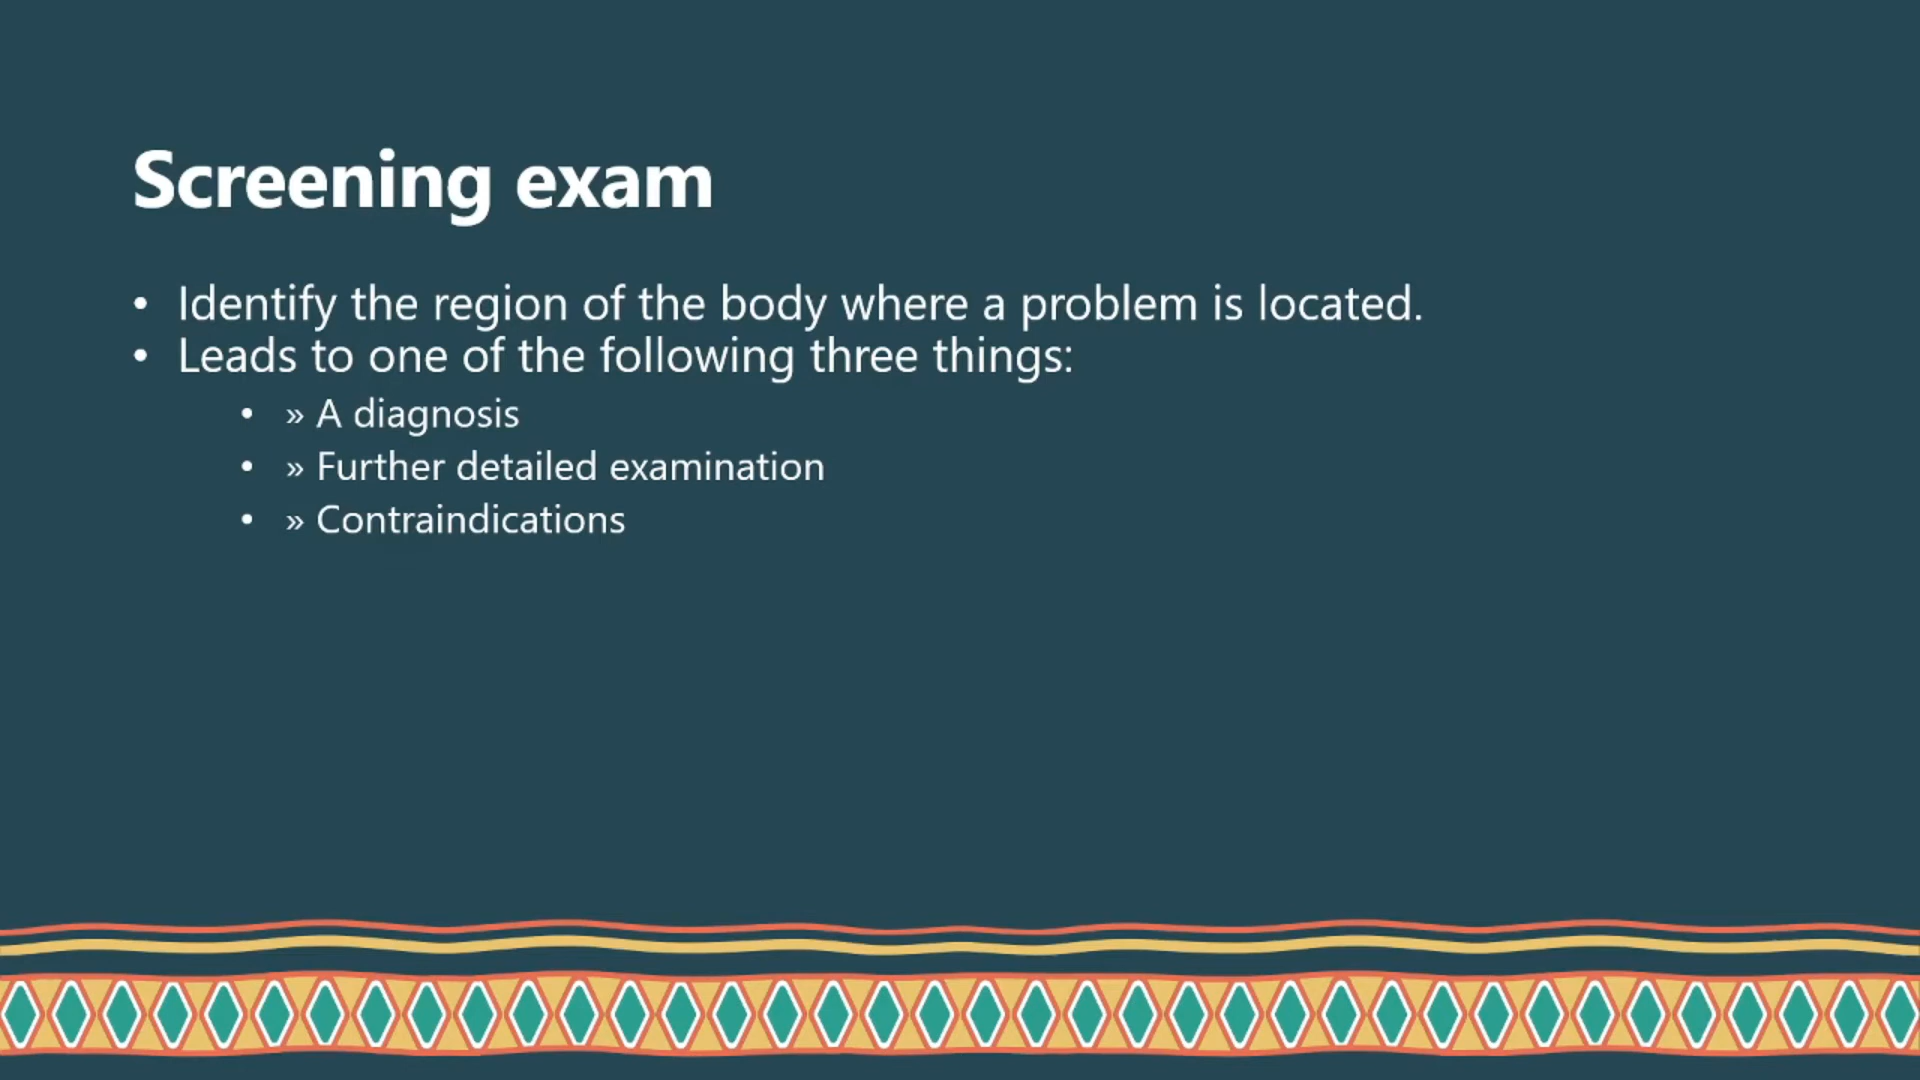 Screening exam
• Identify the region of the body where a problem is located.
• Leads to one of the following three things:
• » A diagnosis
• » Further detailed examination
• » Contraindications